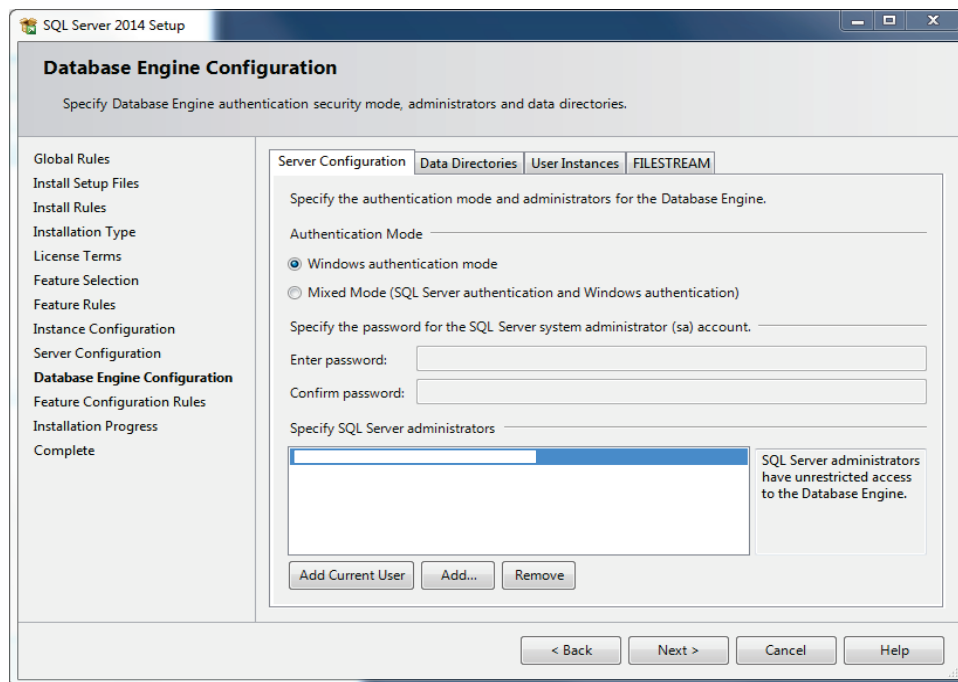 SQL Server 2014 Setup
Database Engine Configuration
Specify Database Engine authentication security mode, administrators and data directories.
Global Rules
Install Setup Files
Install Rules
Installation Type
License Terms
Feature Selection
Feature Rules
Instance Configuration
Server Configuration
Database Engine Configuration
Feature Configuration Rules
Installation Progress
Complete
Server Configuration Data Directories User Instances FILESTREAM
Specify the authentication mode and administrators for the Database Engine.
Authentication Mode
Windows authentication mode
Mixed Mode (SQL Server authentication and Windows authentication)
Specify the password for the SQL Server system administrator (sa) account.
Enter password:
Confirm password:
Specify SQL Server administrators
SQL Server administrators
have unrestricted access
to the Database Engine.
Add Current User Add... Remove
< Back Next > Cancel Help